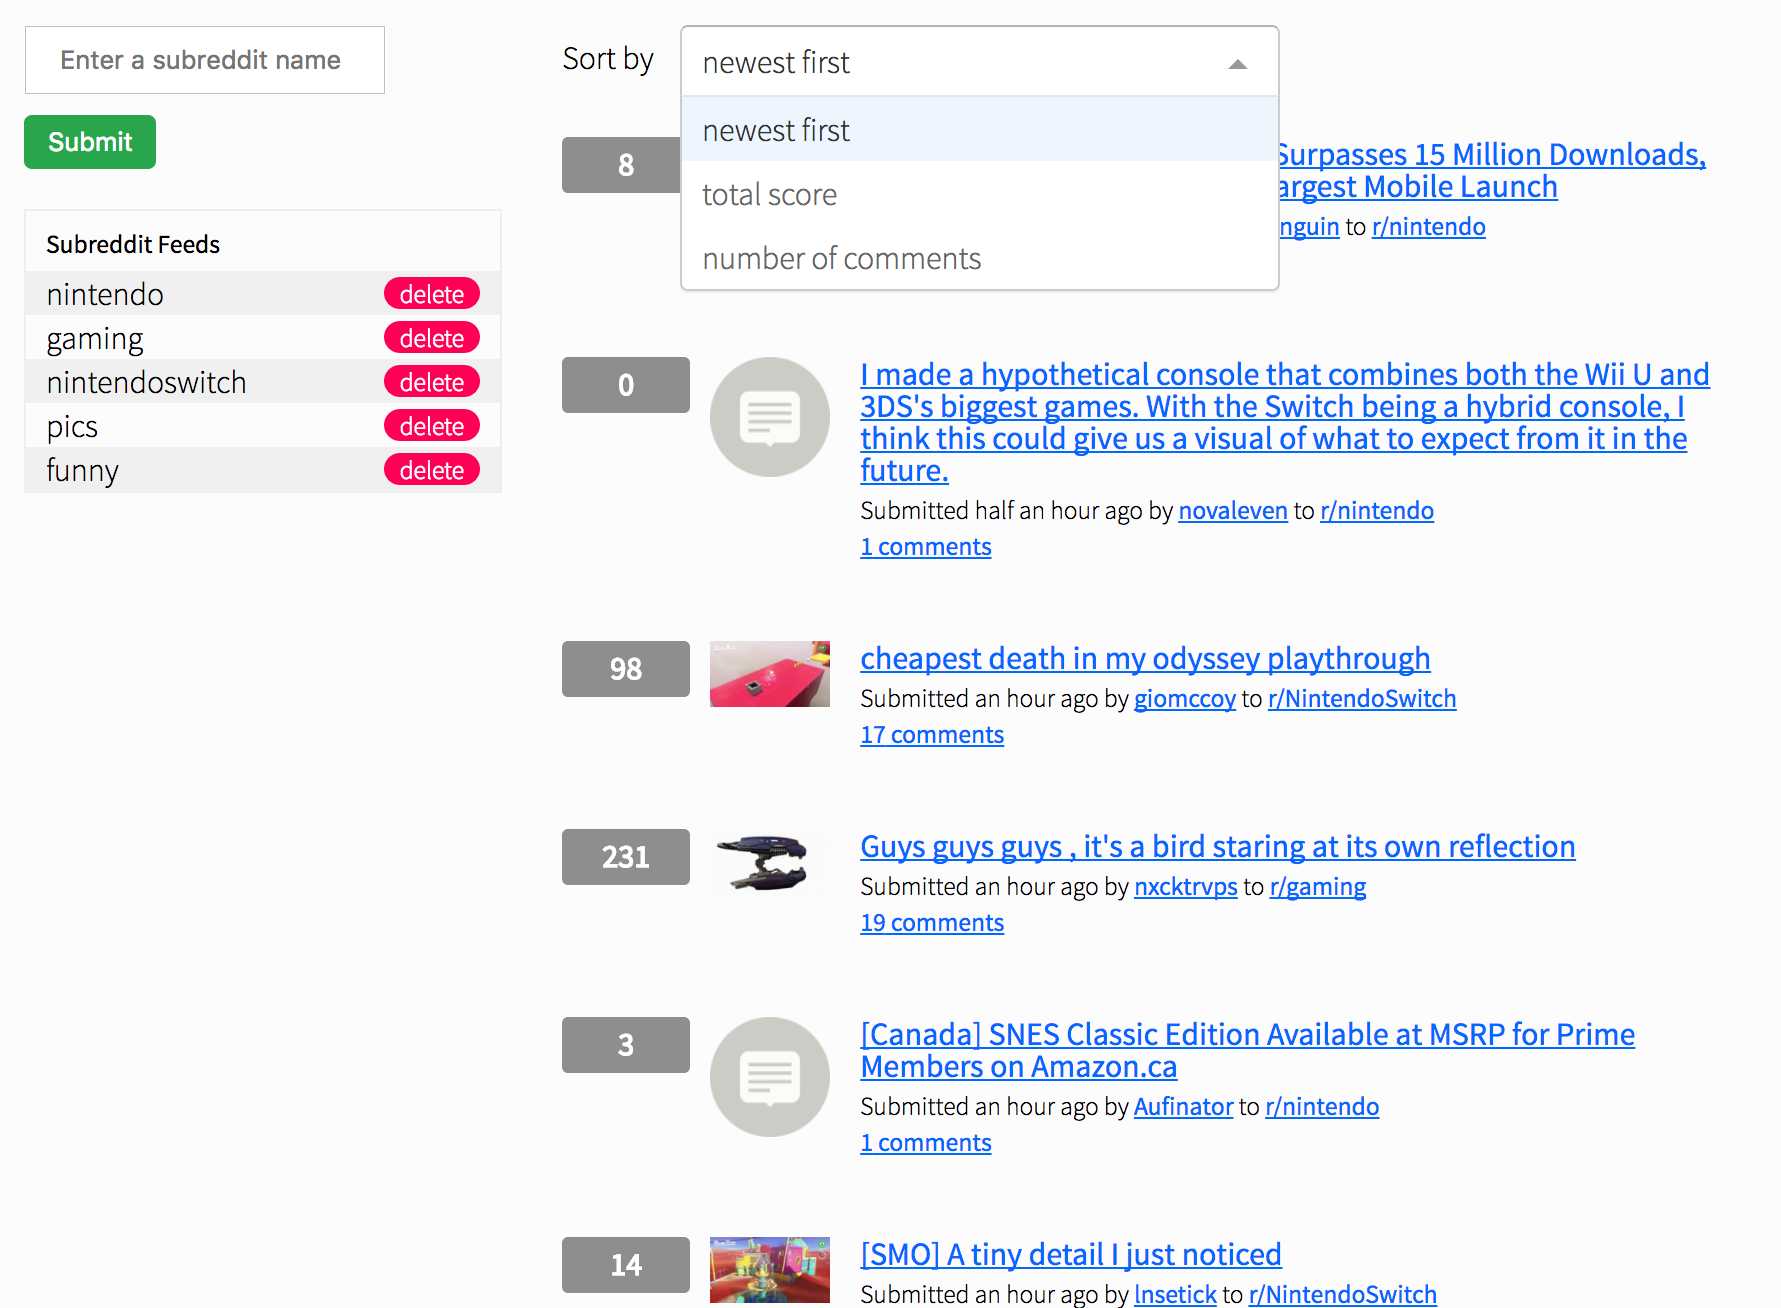 Enter a subreddit name
Submit
Subreddit Feeds
nintendo delete
gaming delete
nintendoswitch delete
pics delete
funny delete
Sort by newest first
newest first
total score
number of comments
8
Surpasses 15 Million Downloads,
Mobile Launch
to r/nintendo
0
I made a hypothetical console that combines both the Wii U and
3DS's biggest games. With the Switch being a hybrid console, I
think this could give us a visual of what to expect from it in the
future.
Submitted half an hour ago by novaleven to r/nintendo
1 comments
98
cheapest death in my odyssey playthrough
Submitted an hour ago by giomccoy to r/NintendoSwitch
17 comments
231
Guys guys guys , it's a bird staring at its own reflection
Submitted an hour ago by nxcktrvps to r/gaming
19 comments
3
[Canada] SNES Classic Edition Available at MSRP for Prime
Members on Amazon.ca
Submitted an hour ago by Aufinator to r/nintendo
1 comments
14
[SMO] A tiny detail I just noticed
Submitted an hour ago by lnsetick to r/NintendoSwitch